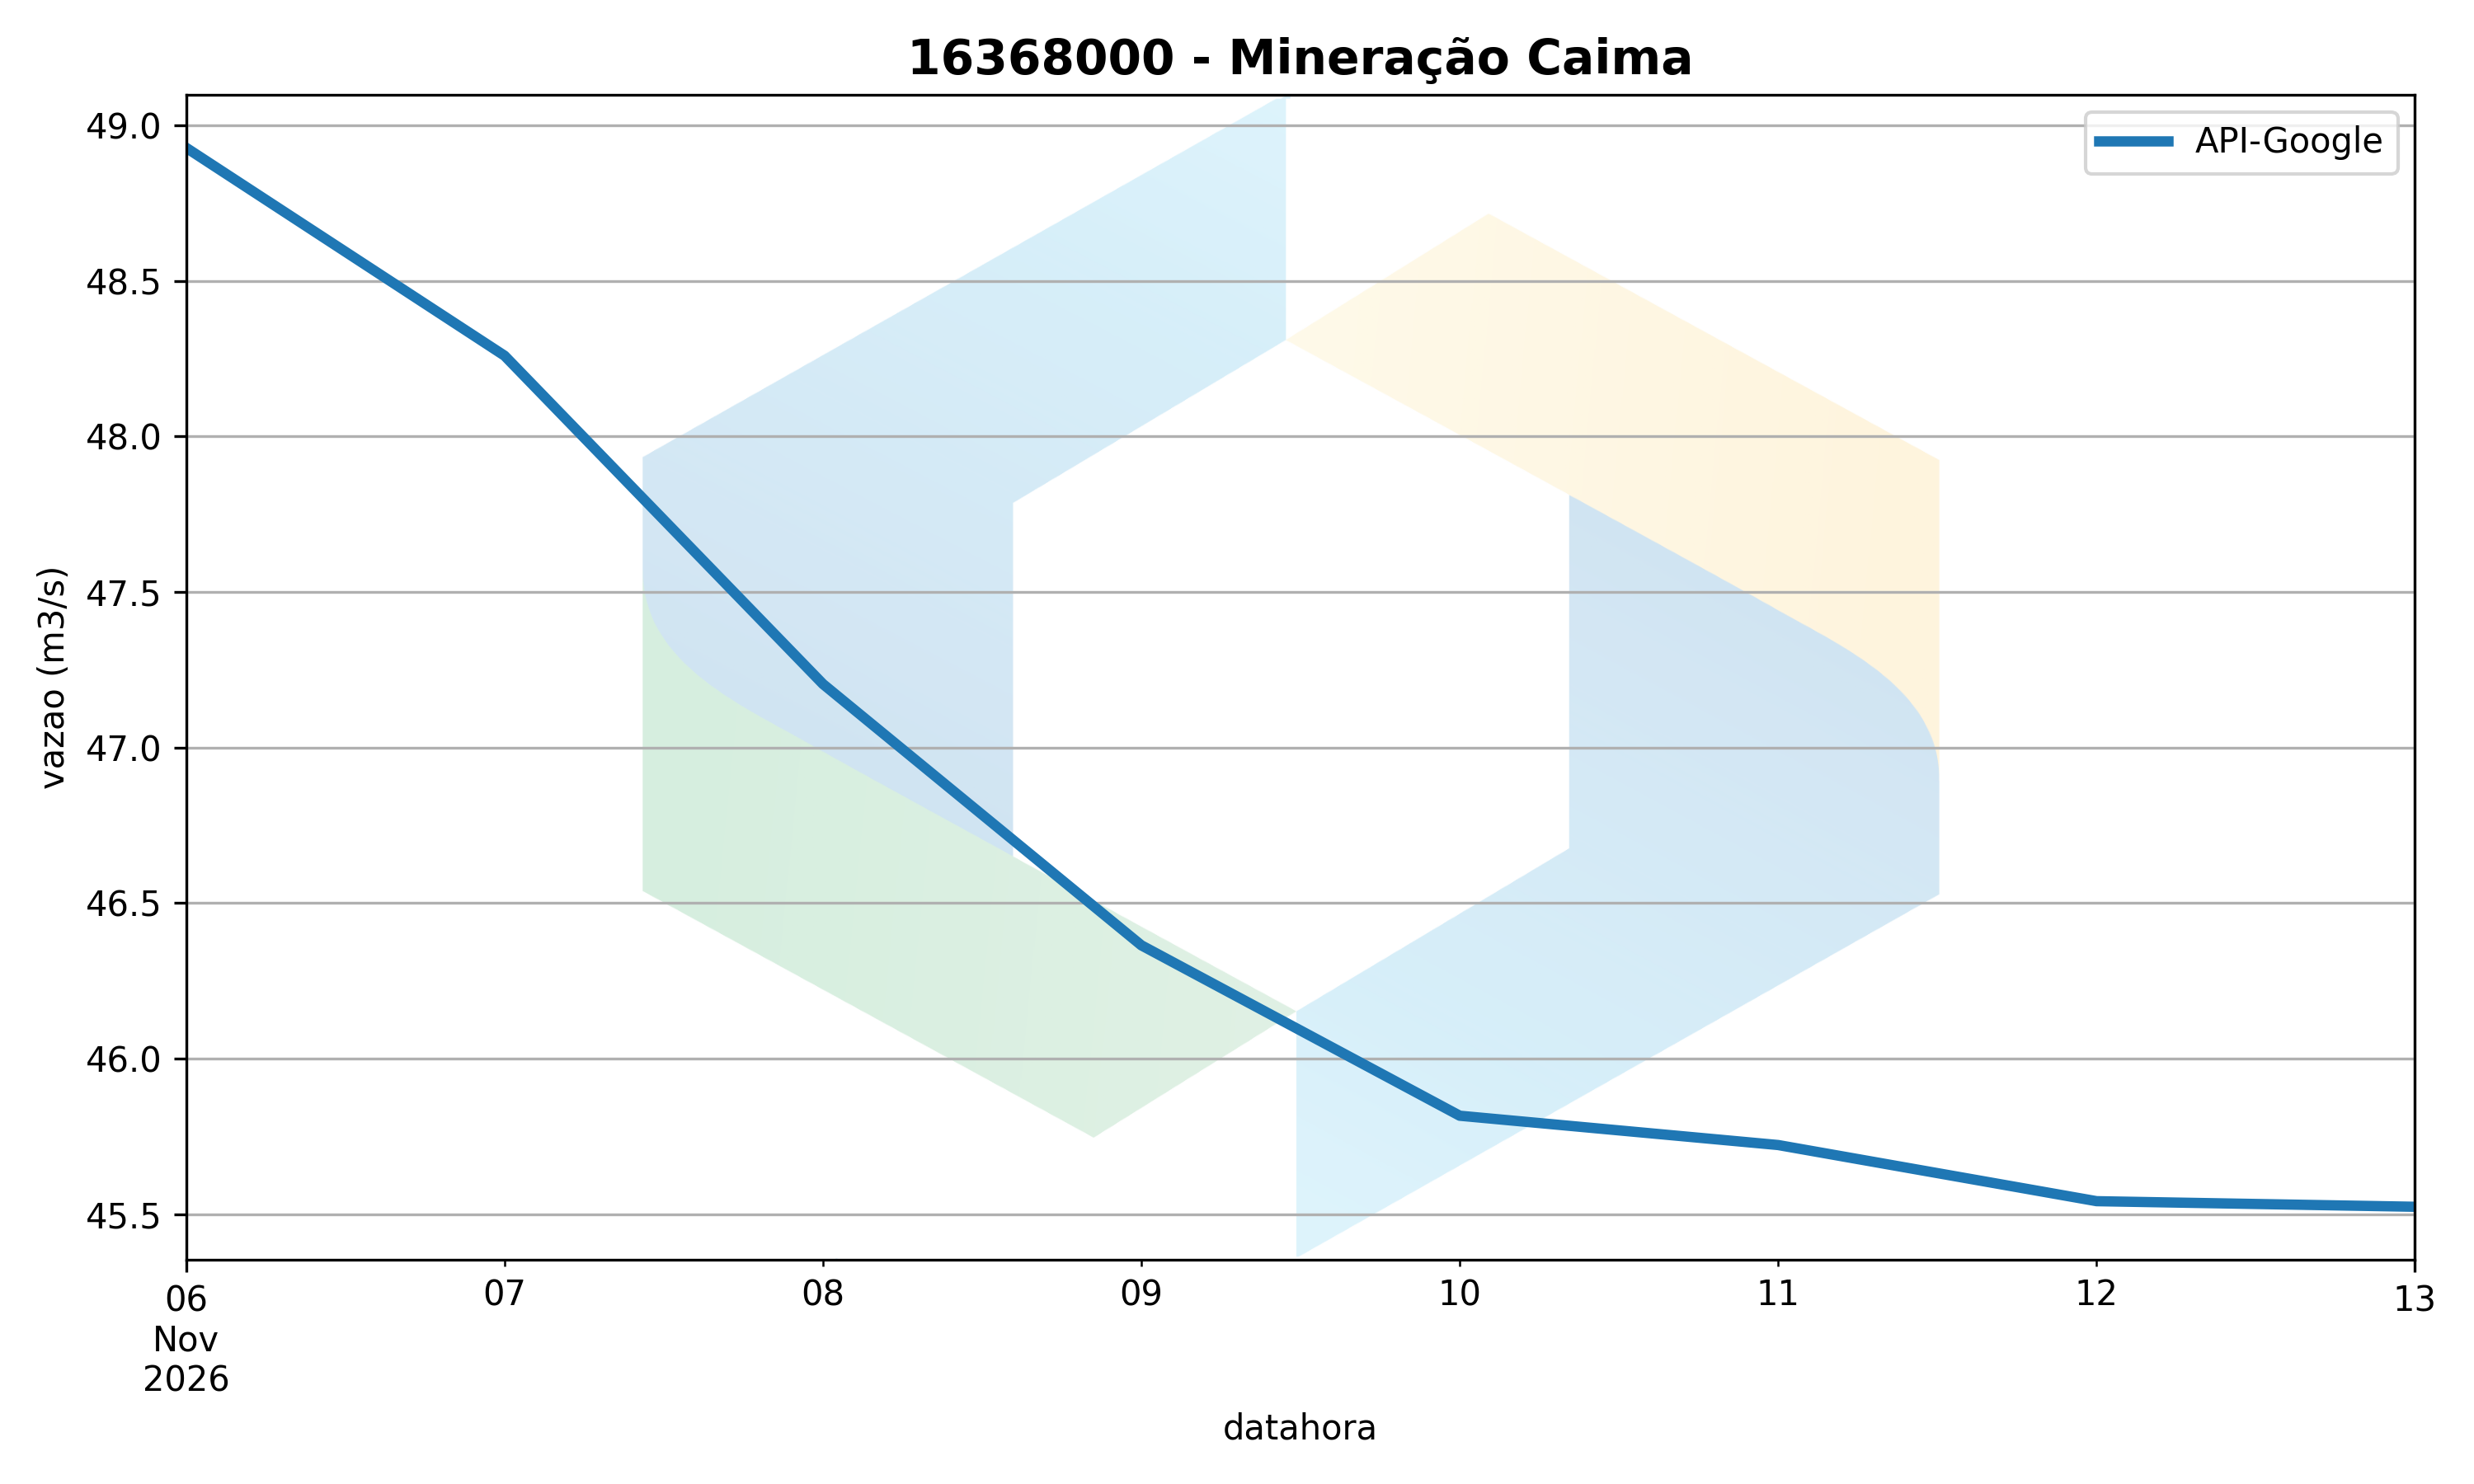 16368000 - Mineração Caima
API-Google
49.0
48.5
48.0
47.5
47.0
46.5
46.0
45.5
vazao (m3/s)
06 07 08 09 10 11 12 13
Nov
2026
datahora